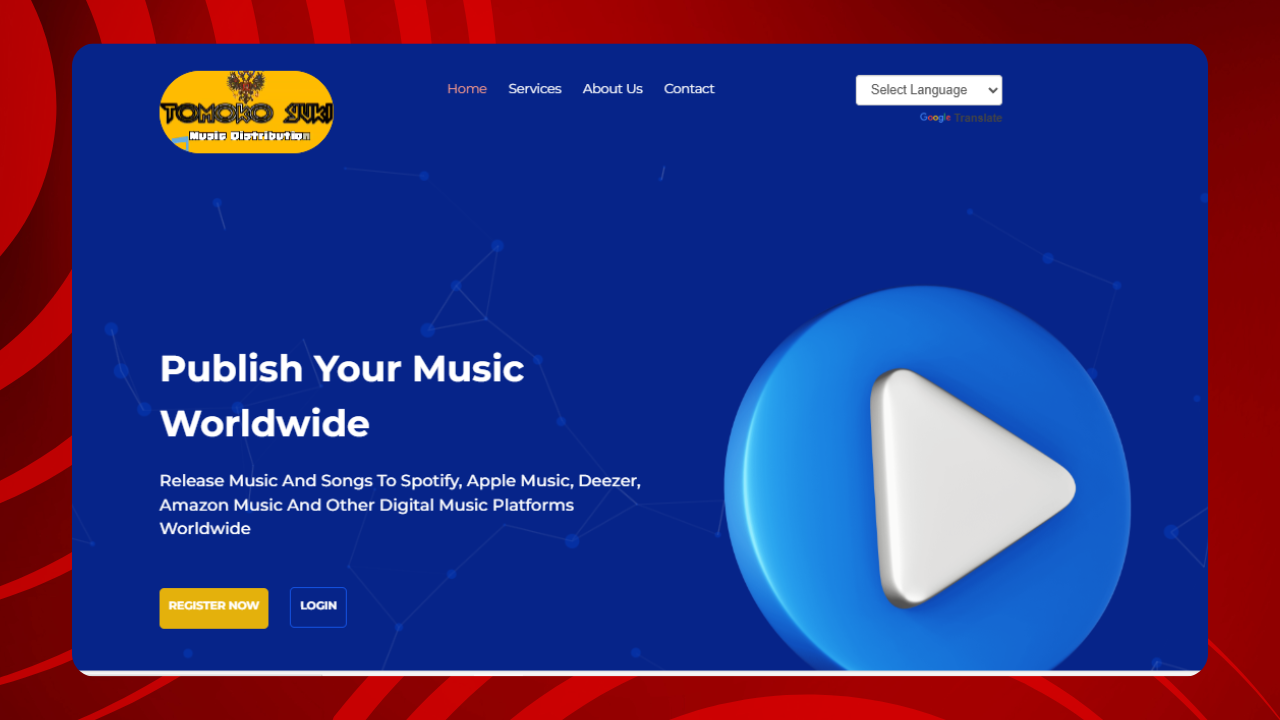 TOMOKO YUKI
Music Distribution
Home Services About Us Contact
Select Language
Google Translate
Publish Your Music
Worldwide
Release Music And Songs To Spotify, Apple Music, Deezer,
Amazon Music And Other Digital Music Platforms
Worldwide
REGISTER NOW LOGIN